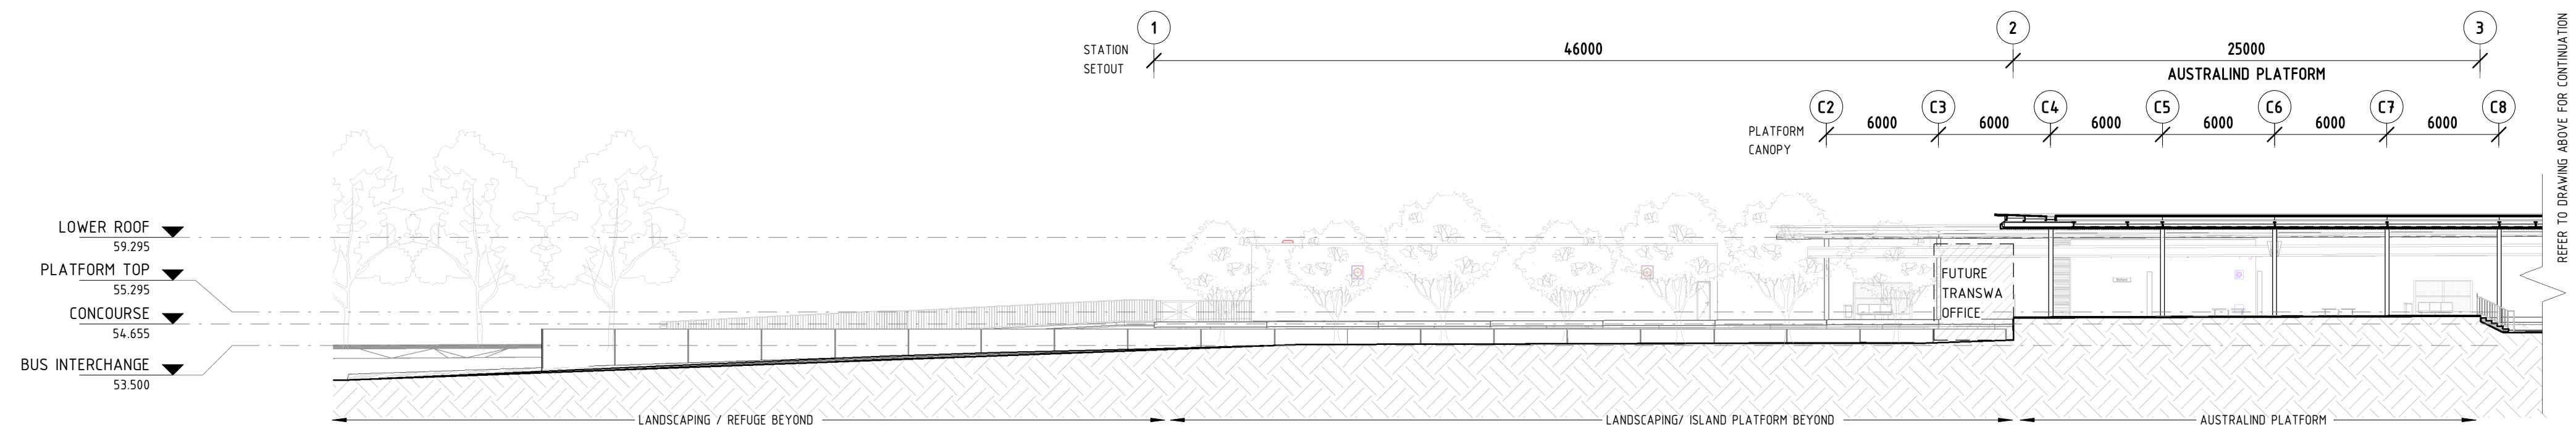 1
2
3
STATION
SETOUT
46000
25000
AUSTRALIND PLATFORM
C2
C3
C4
C5
C6
C7
C8
PLATFORM
CANOPY
6000
6000
6000
6000
6000
6000
REFER TO DRAWING ABOVE FOR CONTINUATION
LOWER ROOF
59.295
PLATFORM TOP
55.295
CONCOURSE
54.655
BUS INTERCHANGE
53.500
FUTURE
TRANSWA
OFFICE
LANDSCAPING / REFUGE BEYOND
LANDSCAPING/ ISLAND PLATFORM BEYOND
AUSTRALIND PLATFORM